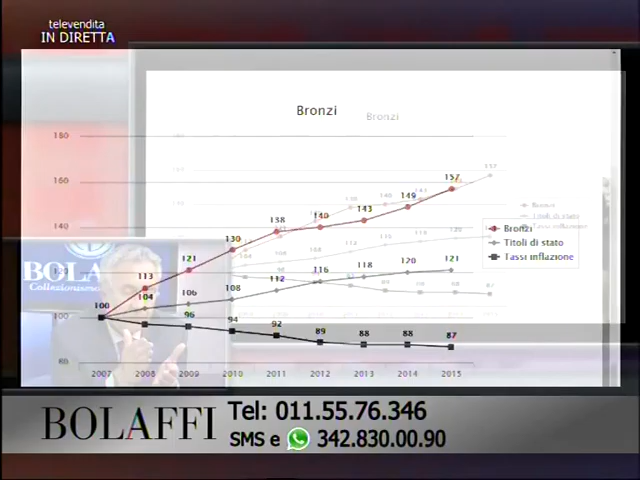 televendita
IN DIRETTA
Bronzi
Bronzi
180
160
140
100
80
100 113 121 130 138 140 143 149 157
104 106 108 112 116 118 120 121
96 94 92 89 88 88 87
Bronzi
Titoli di stato
Tassi inflazione
2007 2008 2009 2010 2011 2012 2013 2014 2015
BOLA
Collezionismo
BOLAFFI
Tel: 011.55.76.346
SMS e 342.830.00.90